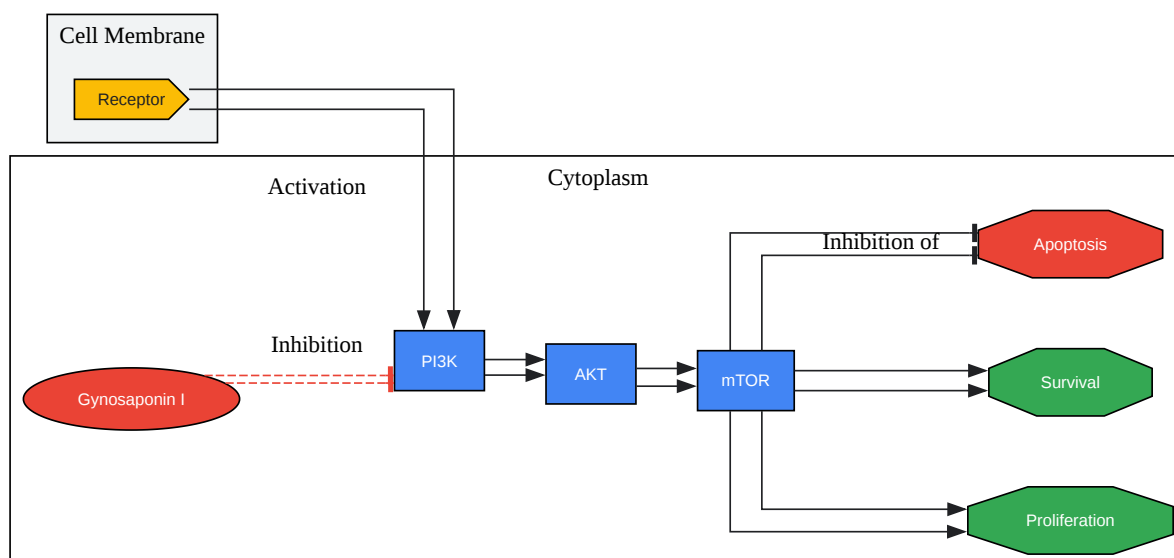 Cell Membrane
Receptor
Cytoplasm
Activation
Inhibition of
Apoptosis
Inhibition
PI3K
AKT
mTOR
Survival
Gynosaponin I
Proliferation